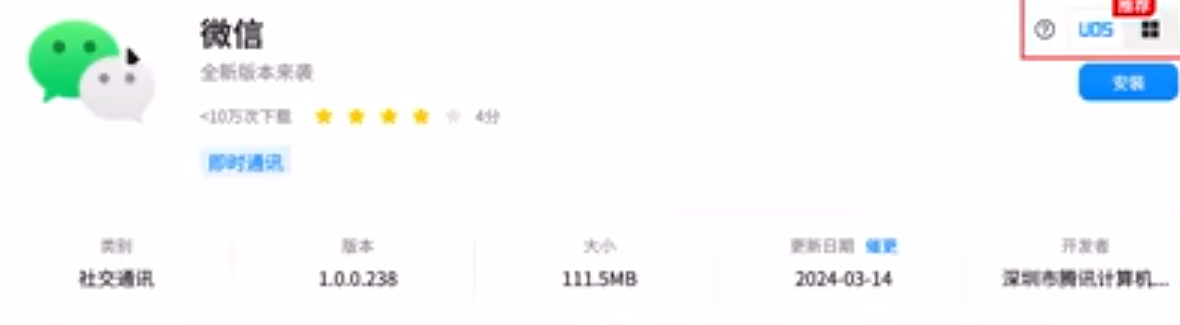 微信
推荐
UOS
全新版本来袭
安装
<10万次下载 4分
即时通讯
类别 版本 大小 更新日期 催更 开发者
社交通讯 1.0.0.238 111.5MB 2024-03-14 深圳市腾讯计算机...